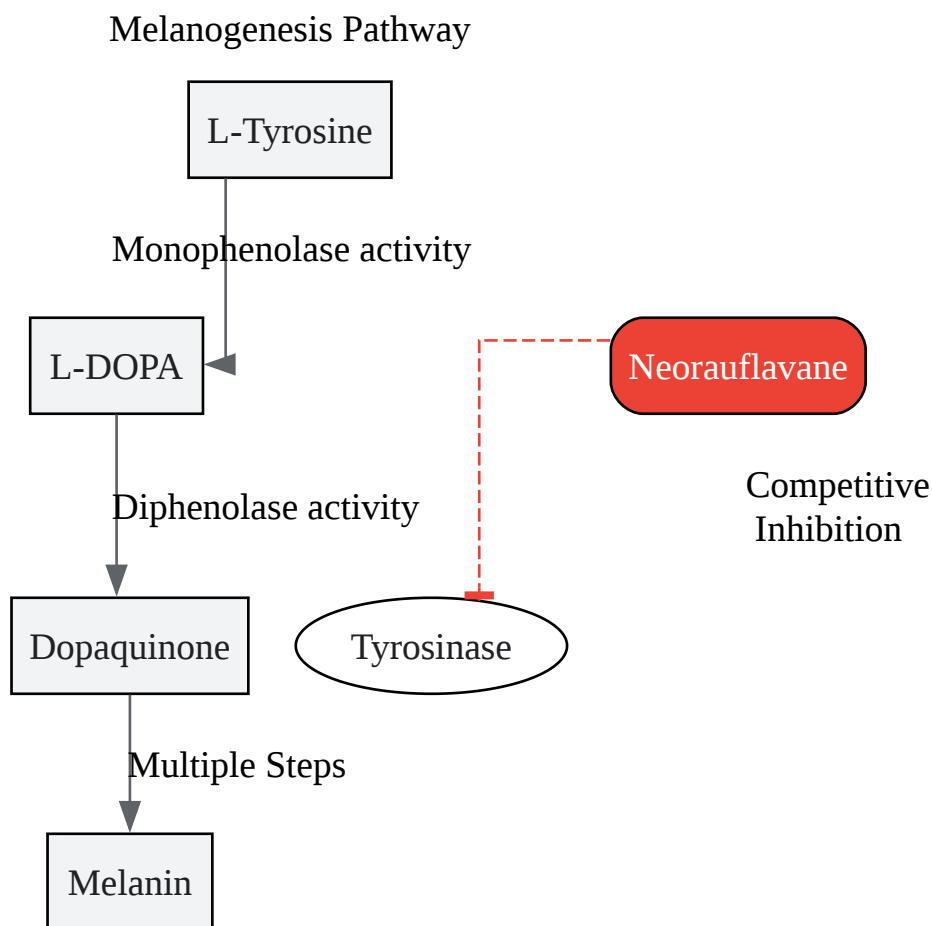 Melanogenesis Pathway
L-Tyrosine
Monophenolase activity
L-DOPA
Neorauflavane
Competitive
Inhibition
Diphenolase activity
Dopaquinone
Tyrosinase
Multiple Steps
Melanin